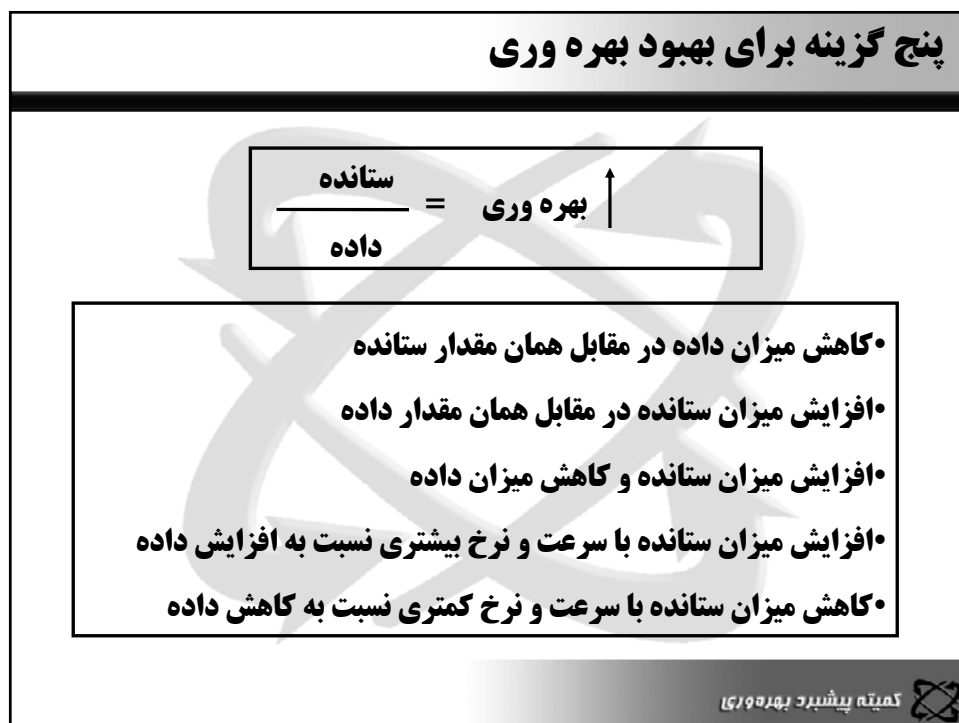 پنج گزینه برای بهبود بهره وری
ستانده
بهره وری =
داده
•کاهش میزان داده در مقابل همان مقدار ستانده
•افزایش میزان ستانده در مقابل همان مقدار داده
•افزایش میزان ستانده و کاهش میزان داده
•افزایش میزان ستانده با سرعت و نرخ بیشتری نسبت به افزایش داده
•کاهش میزان ستانده با سرعت و نرخ کمتری نسبت به کاهش داده
کمیته پیشبرد بهره‌وری